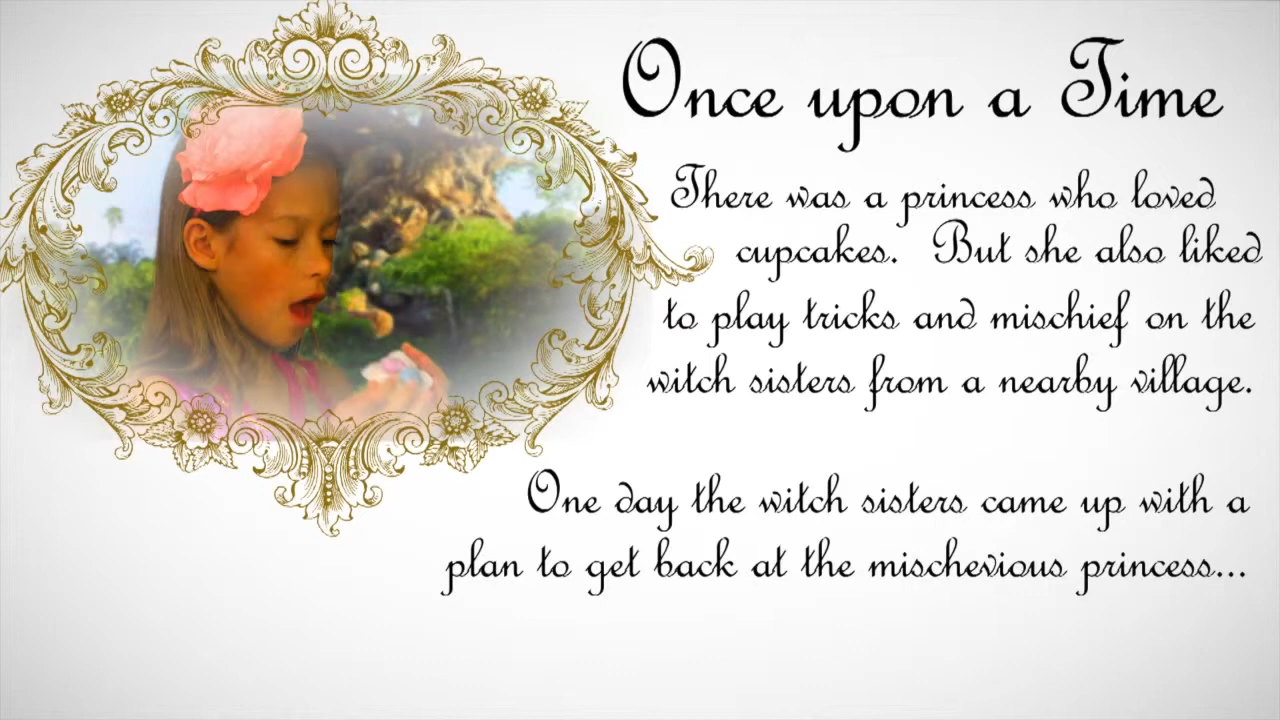 Once upon a Time
There was a princess who loved
cupcakes. But she also liked
to play tricks and mischief on the
witch sisters from a nearby village.
One day the witch sisters came up with a
plan to get back at the mischevious princess...